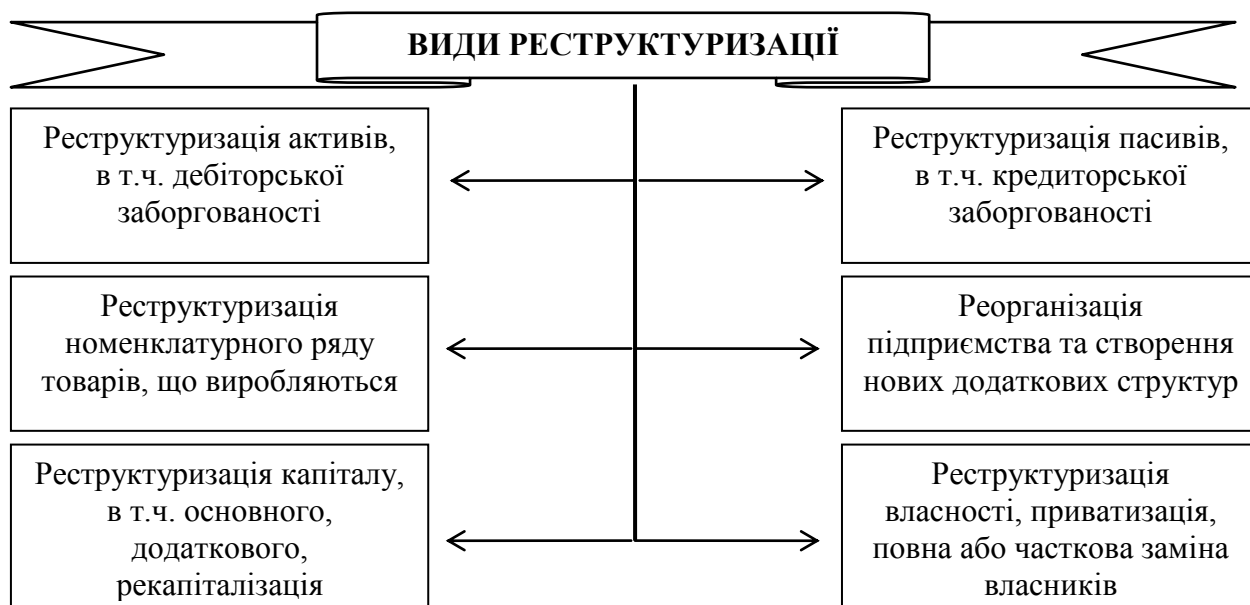 ВИДИ РЕСТРУКТУРИЗАЦІЇ
Реструктуризація активів,
в т.ч. дебіторської
заборгованості
Реструктуризація пасивів,
в т.ч. кредиторської
заборгованості
Реструктуризація
номенклатурного ряду
товарів, що виробляються
Реорганізація
підприємства та створення
нових додаткових структур
Реструктуризація капіталу,
в т.ч. основного,
додаткового,
рекапіталізація
Реструктуризація
власності, приватизація,
повна або часткова заміна
власників